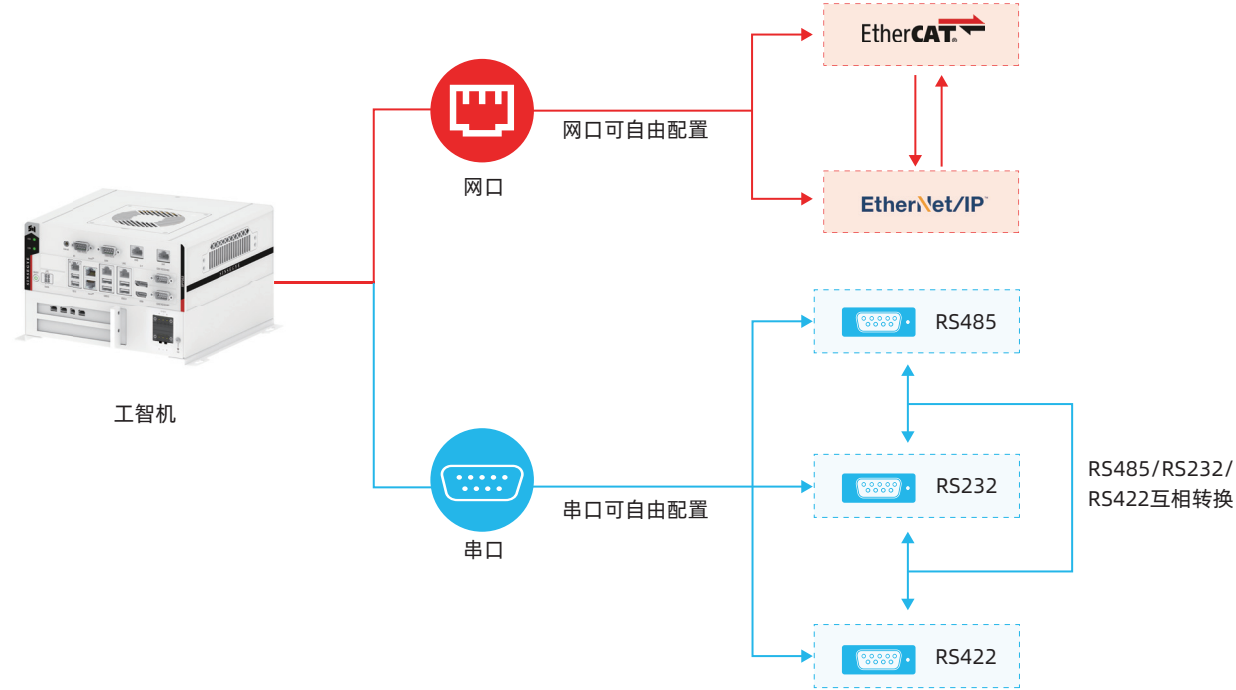 EtherCAT®
网口可自由配置
网口
EtherNet/IP™
工智机
RS485
RS232
RS485/RS232/
RS422互相转换
串口可自由配置
串口
RS422